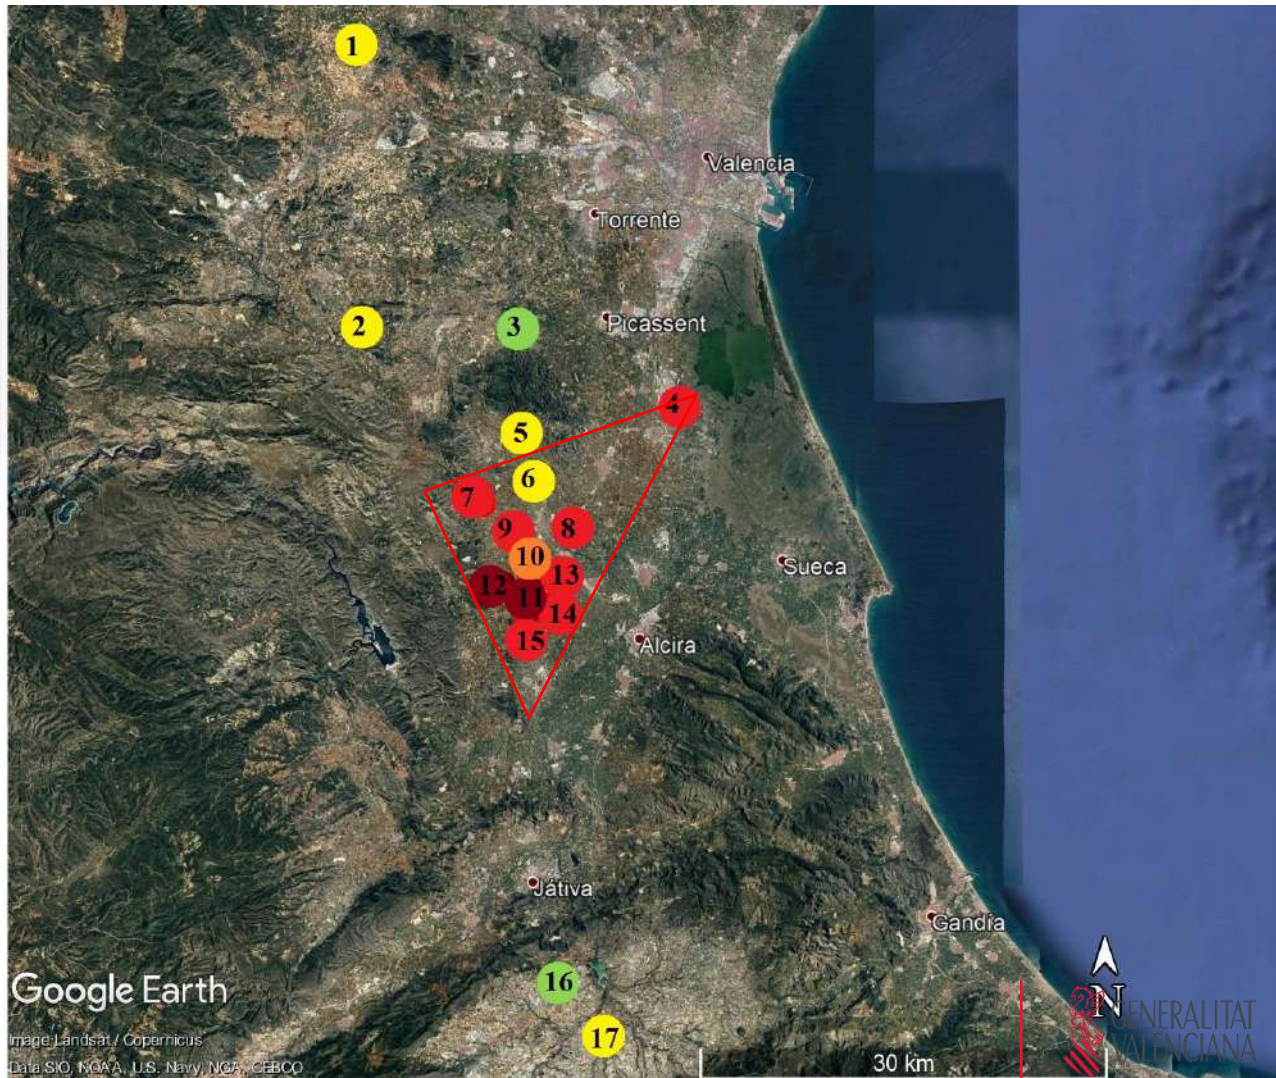 1
Valencia
Torrente
2
3
Picassent
4
5
6
7
9
8
10
Sueca
12
11
13
14
15
Alcira
Játiva
Gandía
16
17
Google Earth
Image Landsat / Copernicus
Data SIO, NOAA, U.S. Navy, NGA, GEBCO
30 km
N
GENERALITAT
VALENCIANA